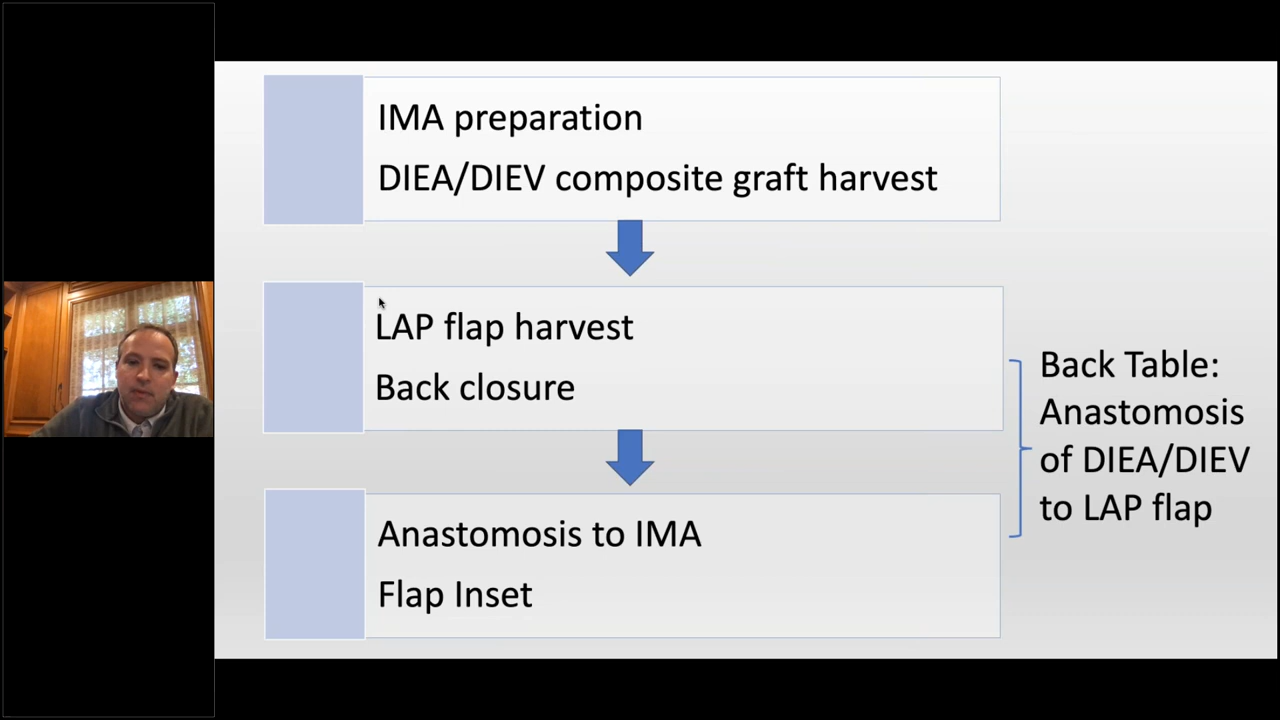 IMA preparation
DIEA/DIEV composite graft harvest
LAP flap harvest
Back closure
Back Table:
Anastomosis
of DIEA/DIEV
to LAP flap
Anastomosis to IMA
Flap Inset